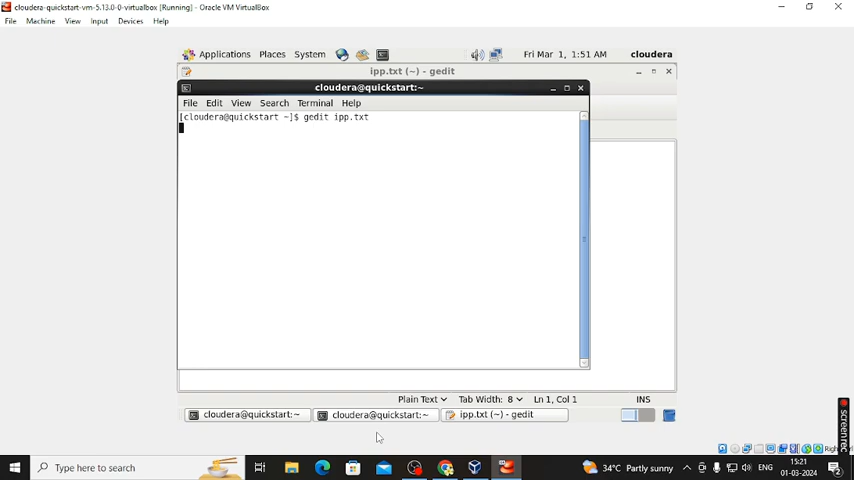 cloudera-quickstart-vm-5.13.0-0-virtualbox [Running] - Oracle VM VirtualBox
File Machine View Input Devices Help
Applications Places System Fri Mar 1, 1:51 AM cloudera
ipp.txt (~) - gedit
cloudera@quickstart:~
File Edit View Search Terminal Help
[cloudera@quickstart ~]$ gedit ipp.txt
Plain Text Tab Width: 8 Ln 1, Col 1 INS
cloudera@quickstart:~ cloudera@quickstart:~ ipp.txt (~) - gedit
screenrec
Type here to search 34°C Partly sunny ENG 15:21
01-03-2024 2